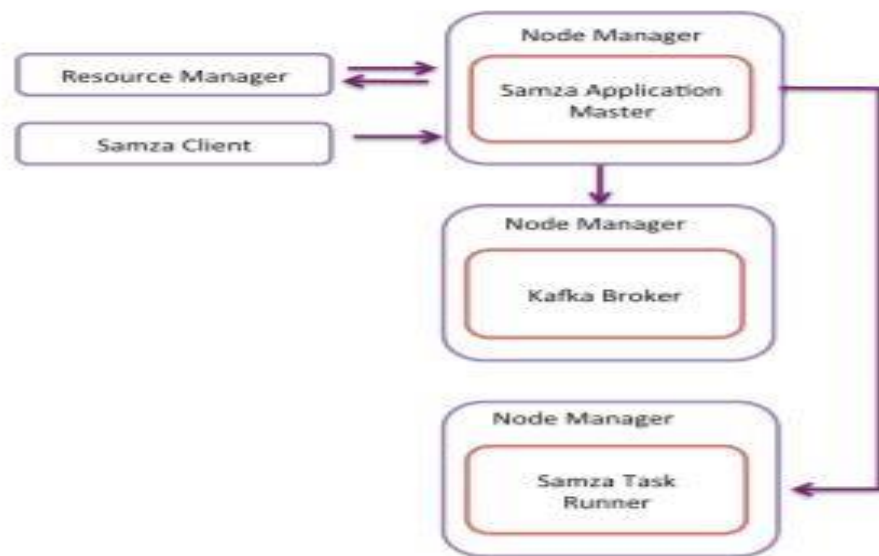 Node Manager
Resource Manager
Samza Application
Master
Samza Client
Node Manager
Kafka Broker
Node Manager
Samza Task
Runner